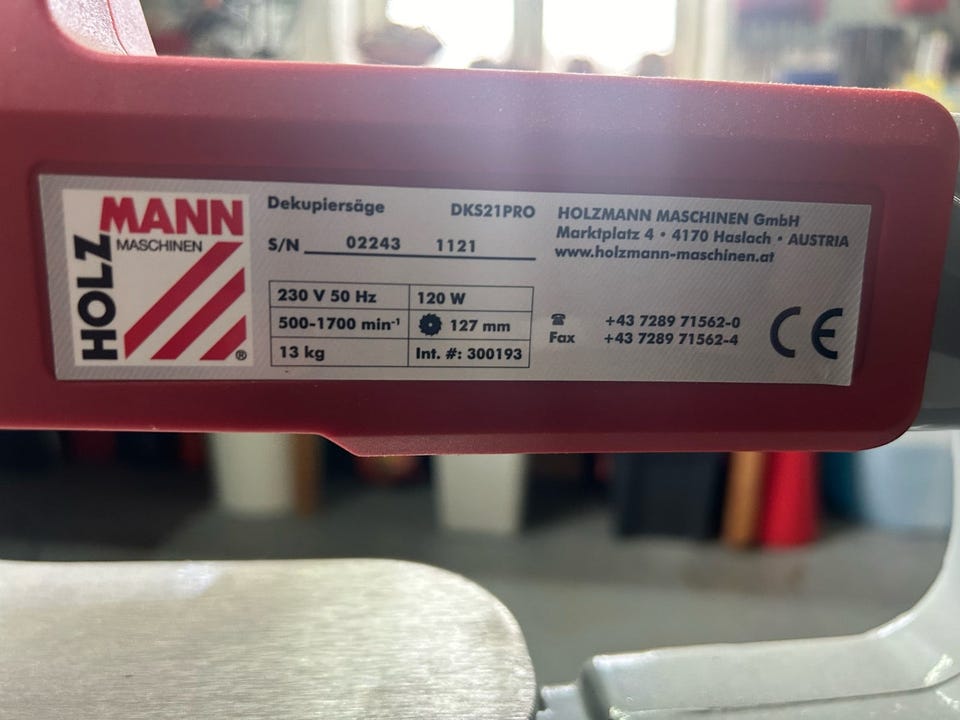 HOLZ
MANN
MASCHINEN
®
Dekupiersäge DKS21PRO
S/N 02243 1121
230 V 50 Hz 120 W
500-1700 min⁻¹ 127 mm
13 kg Int. #: 300193
HOLZMANN MASCHINEN GmbH
Marktplatz 4 • 4170 Haslach • AUSTRIA
www.holzmann-maschinen.at
☎ +43 7289 71562-0
Fax +43 7289 71562-4
CE